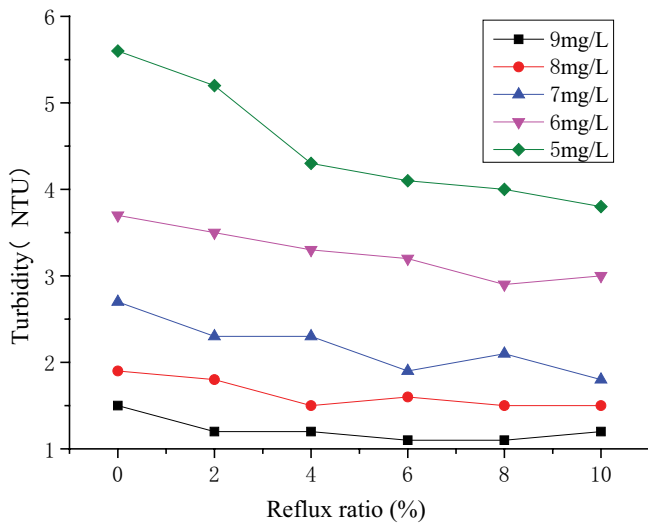 6
5
4
3
2
1
Turbidity( NTU)
9mg/L
8mg/L
7mg/L
6mg/L
5mg/L
0 2 4 6 8 10
Reflux ratio (%)